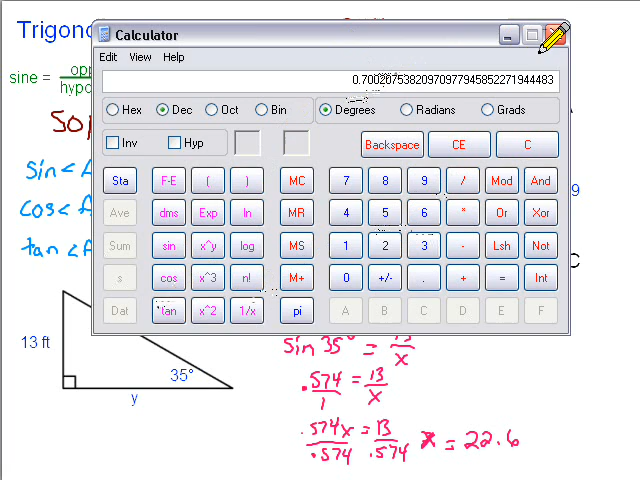 Trigono
Calculator
Edit View Help
0.70020753820970977945852271944483
sine = opp
hypo
Hex Dec Oct Bin Degrees Radians Grads
SO
Inv Hyp Backspace CE C
sin < A
Sta F-E ( ) MC 7 8 9 / Mod And
cos < A
Ave dms Exp ln MR 4 5 6 * Or Xor
9
tan < A
Sum sin x^y log MS 1 2 3 - Lsh Not
C
s cos x^3 n! M+ 0 +/- . + = Int
Dat tan x^2 1/x pi A B C D E F
13 ft
35°
y
sin 35° = 13/x
.574/1 = 13/x
.574x/.574 = 13/.574 x = 22.6